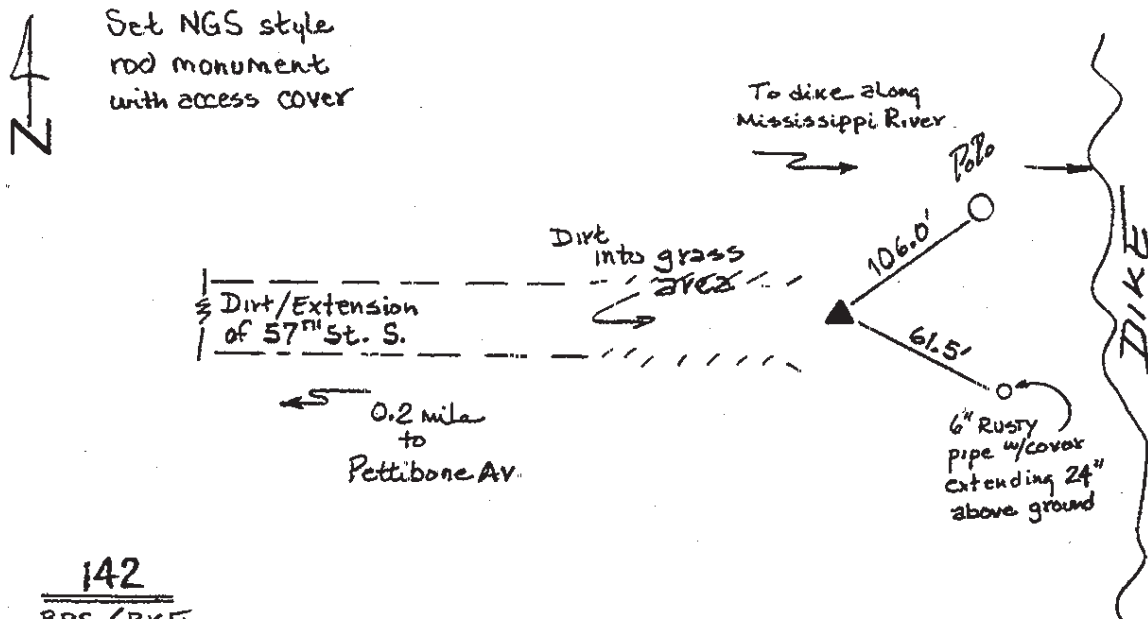 Set NGS style
rod monument
with access cover
N
To dike along
Mississippi River
P.P.
106.0'
Dirt
into grass
area
Dirt/Extension
of 57TH St. S.
61.5'
DIKE
0.2 mile
to
Pettibone Av
6" Rusty
pipe w/cover
extending 24"
above ground
142